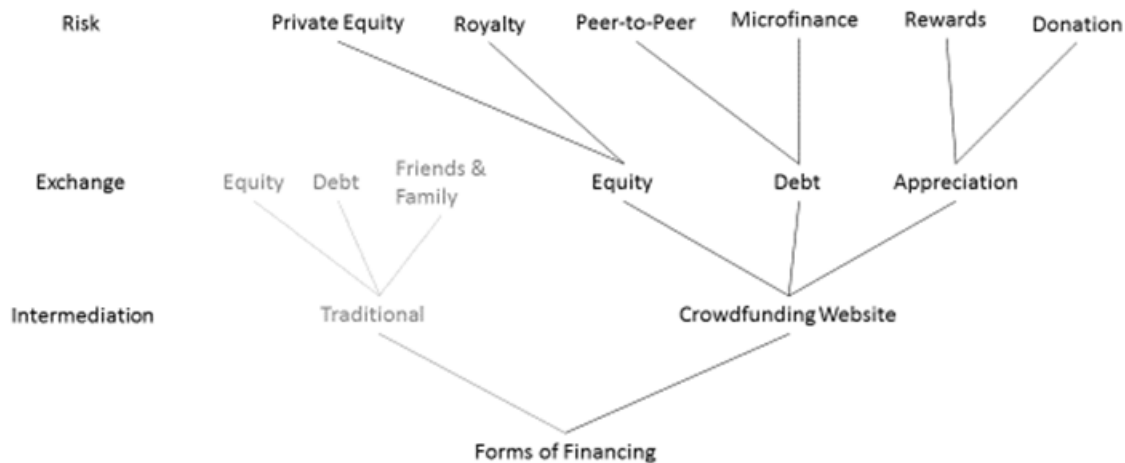 Risk Private Equity Royalty Peer-to-Peer Microfinance Rewards Donation
Exchange Equity Debt Friends &
Family Equity Debt Appreciation
Intermediation Traditional Crowdfunding Website
Forms of Financing